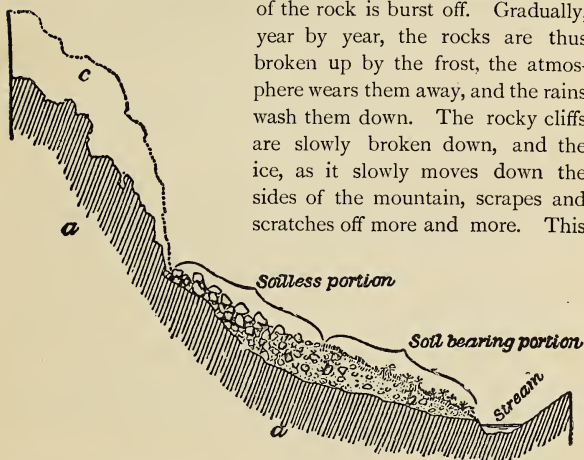 of the rock is burst off. Gradually,
year by year, the rocks are thus
broken up by the frost, the atmos-
phere wears them away, and the rains
wash them down. The rocky cliffs
are slowly broken down, and the
ice, as it slowly moves down the
sides of the mountain, scrapes and
scratches off more and more. This
c
a
Soilless portion
Soil bearing portion
b
Stream
a